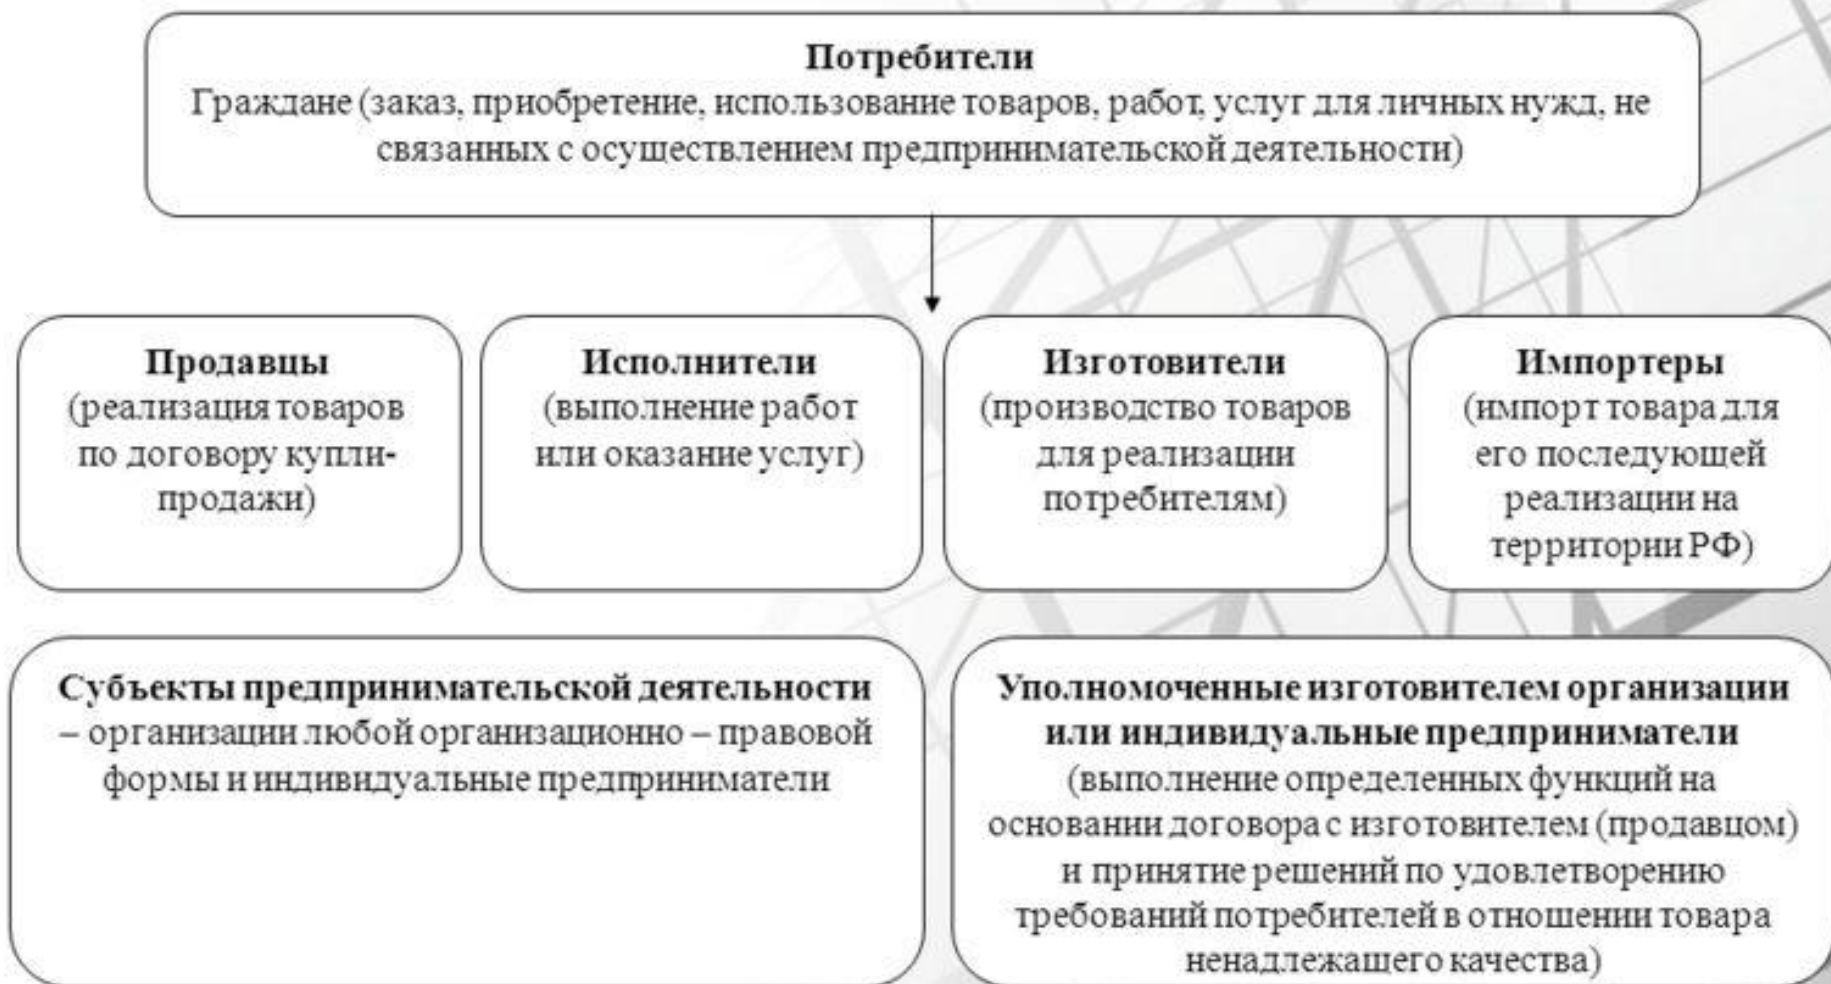 Потребители
Граждане (заказ, приобретение, использование товаров, работ, услуг для личных нужд, не
связанных с осуществлением предпринимательской деятельности)
Продавцы
(реализация товаров
по договору купли-
продажи)
Исполнители
(выполнение работ
или оказание услуг)
Изготовители
(производство товаров
для реализации
потребителям)
Импортеры
(импорт товара для
его последующей
реализации на
территории РФ)
Субъекты предпринимательской деятельности
– организации любой организационно – правовой
формы и индивидуальные предприниматели
Уполномоченные изготовителем организации
или индивидуальные предприниматели
(выполнение определенных функций на
основании договора с изготовителем (продавцом)
и принятие решений по удовлетворению
требований потребителей в отношении товара
ненадлежащего качества)